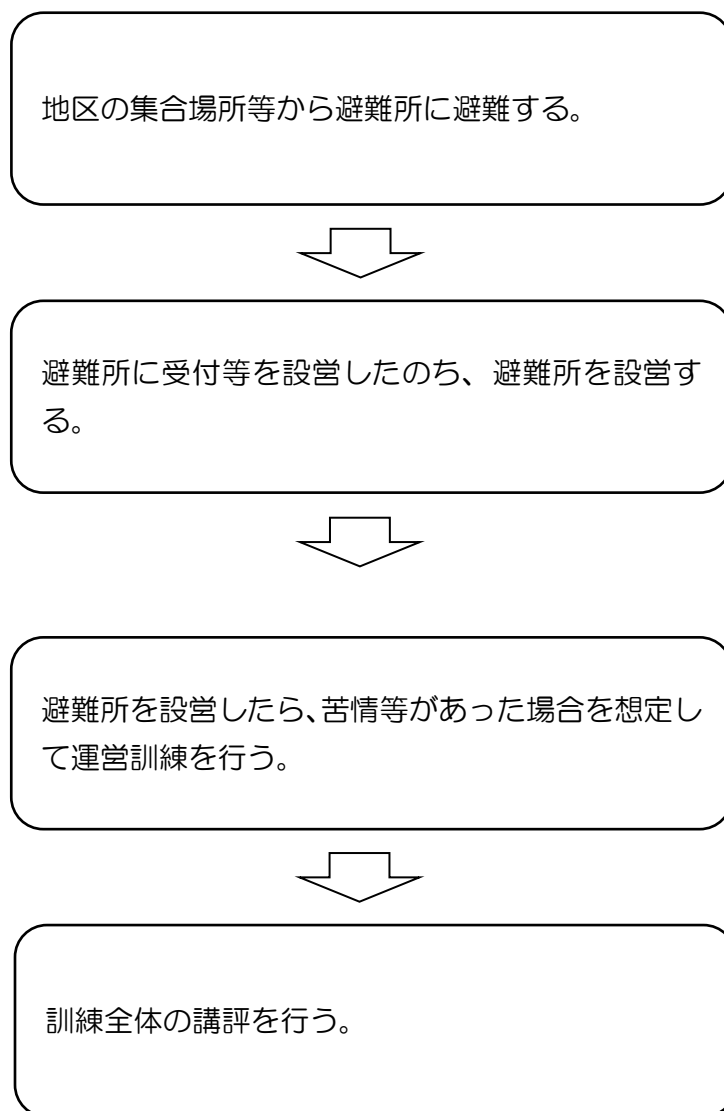 地区の集合場所等から避難所に避難する。
避難所に受付等を設営したのち、避難所を設営す
る。
避難所を設営したら、苦情等があった場合を想定し
て運営訓練を行う。
訓練全体の講評を行う。